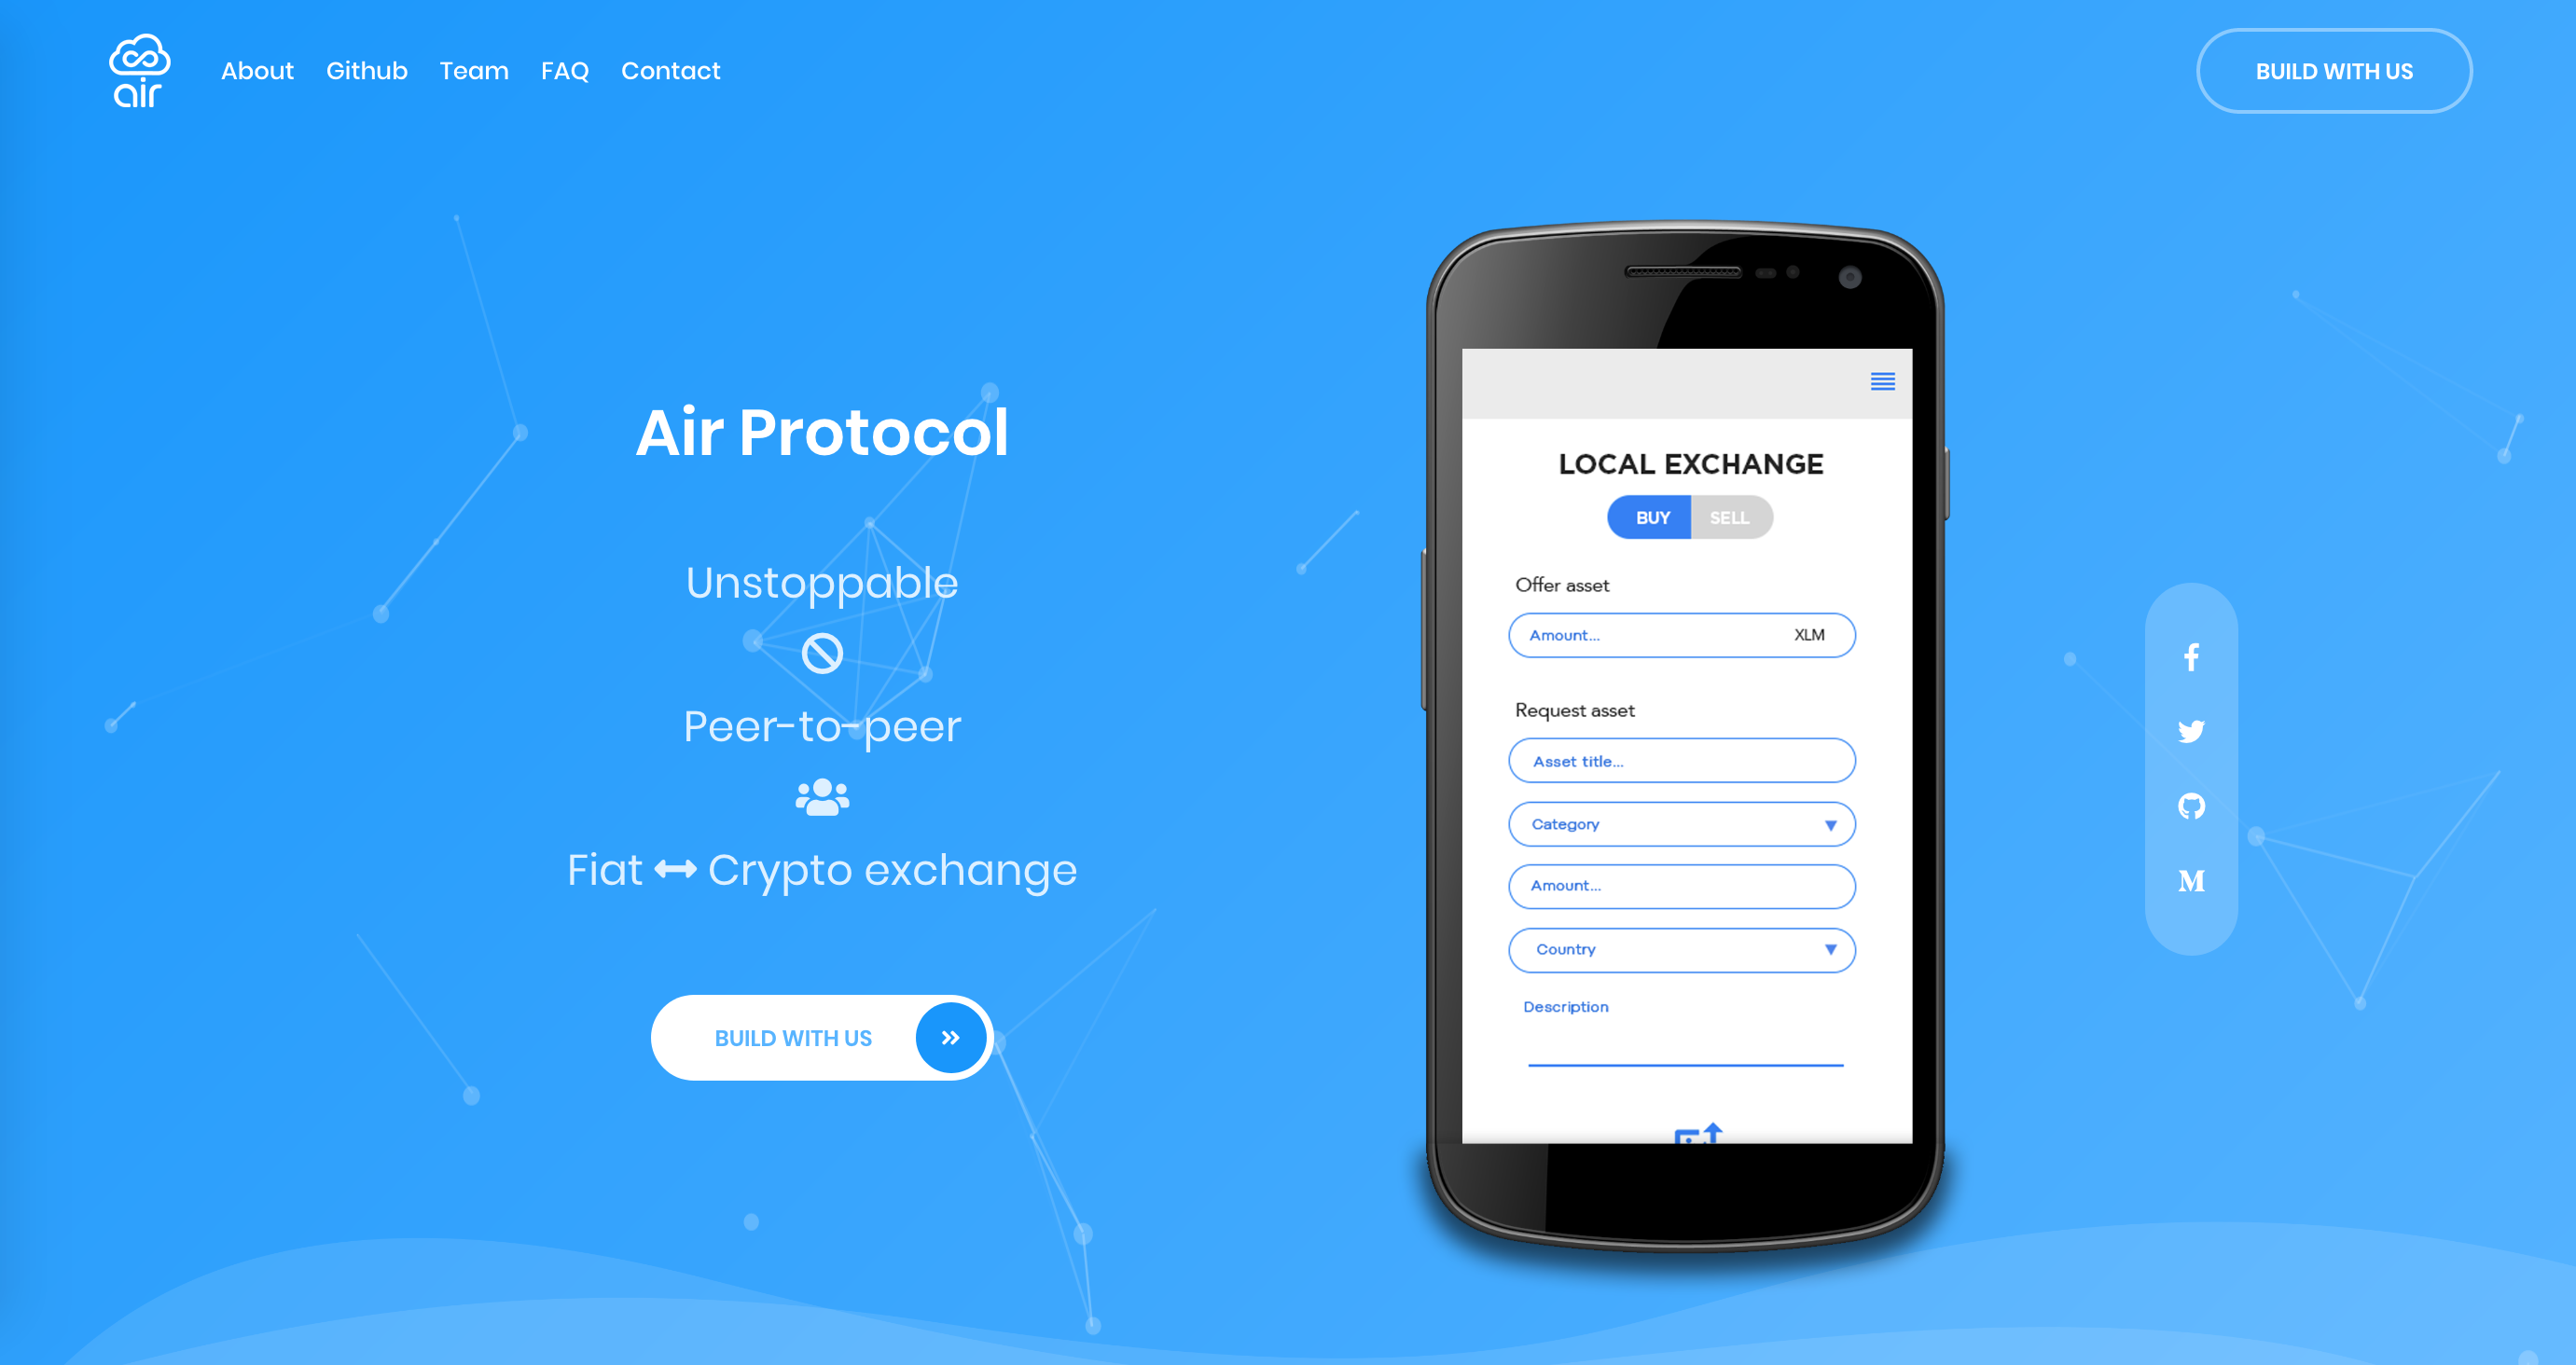 air
About Github Team FAQ Contact
BUILD WITH US
Air Protocol
Unstoppable
Peer-to-peer
Fiat Crypto exchange
BUILD WITH US
LOCAL EXCHANGE
BUY SELL
Offer asset
Amount... XLM
Request asset
Asset title...
Category
Amount...
Country
Description